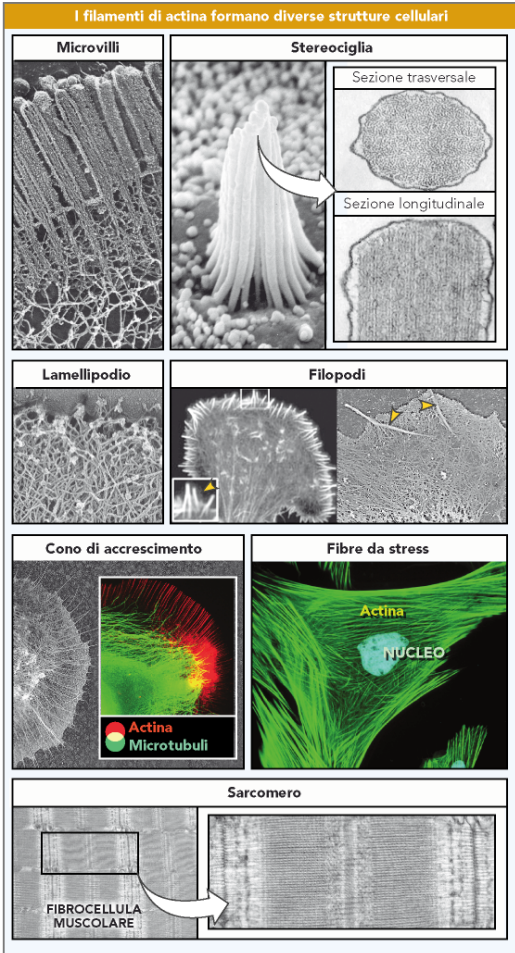 I filamenti di actina formano diverse strutture cellulari
Microvilli
Stereociglia
Sezione trasversale
Sezione longitudinale
Lamellipodio
Filopodi
Cono di accrescimento
Actina
Microtubuli
Fibre da stress
Actina
NUCLEO
Sarcomero
FIBROCELLULA
MUSCOLARE